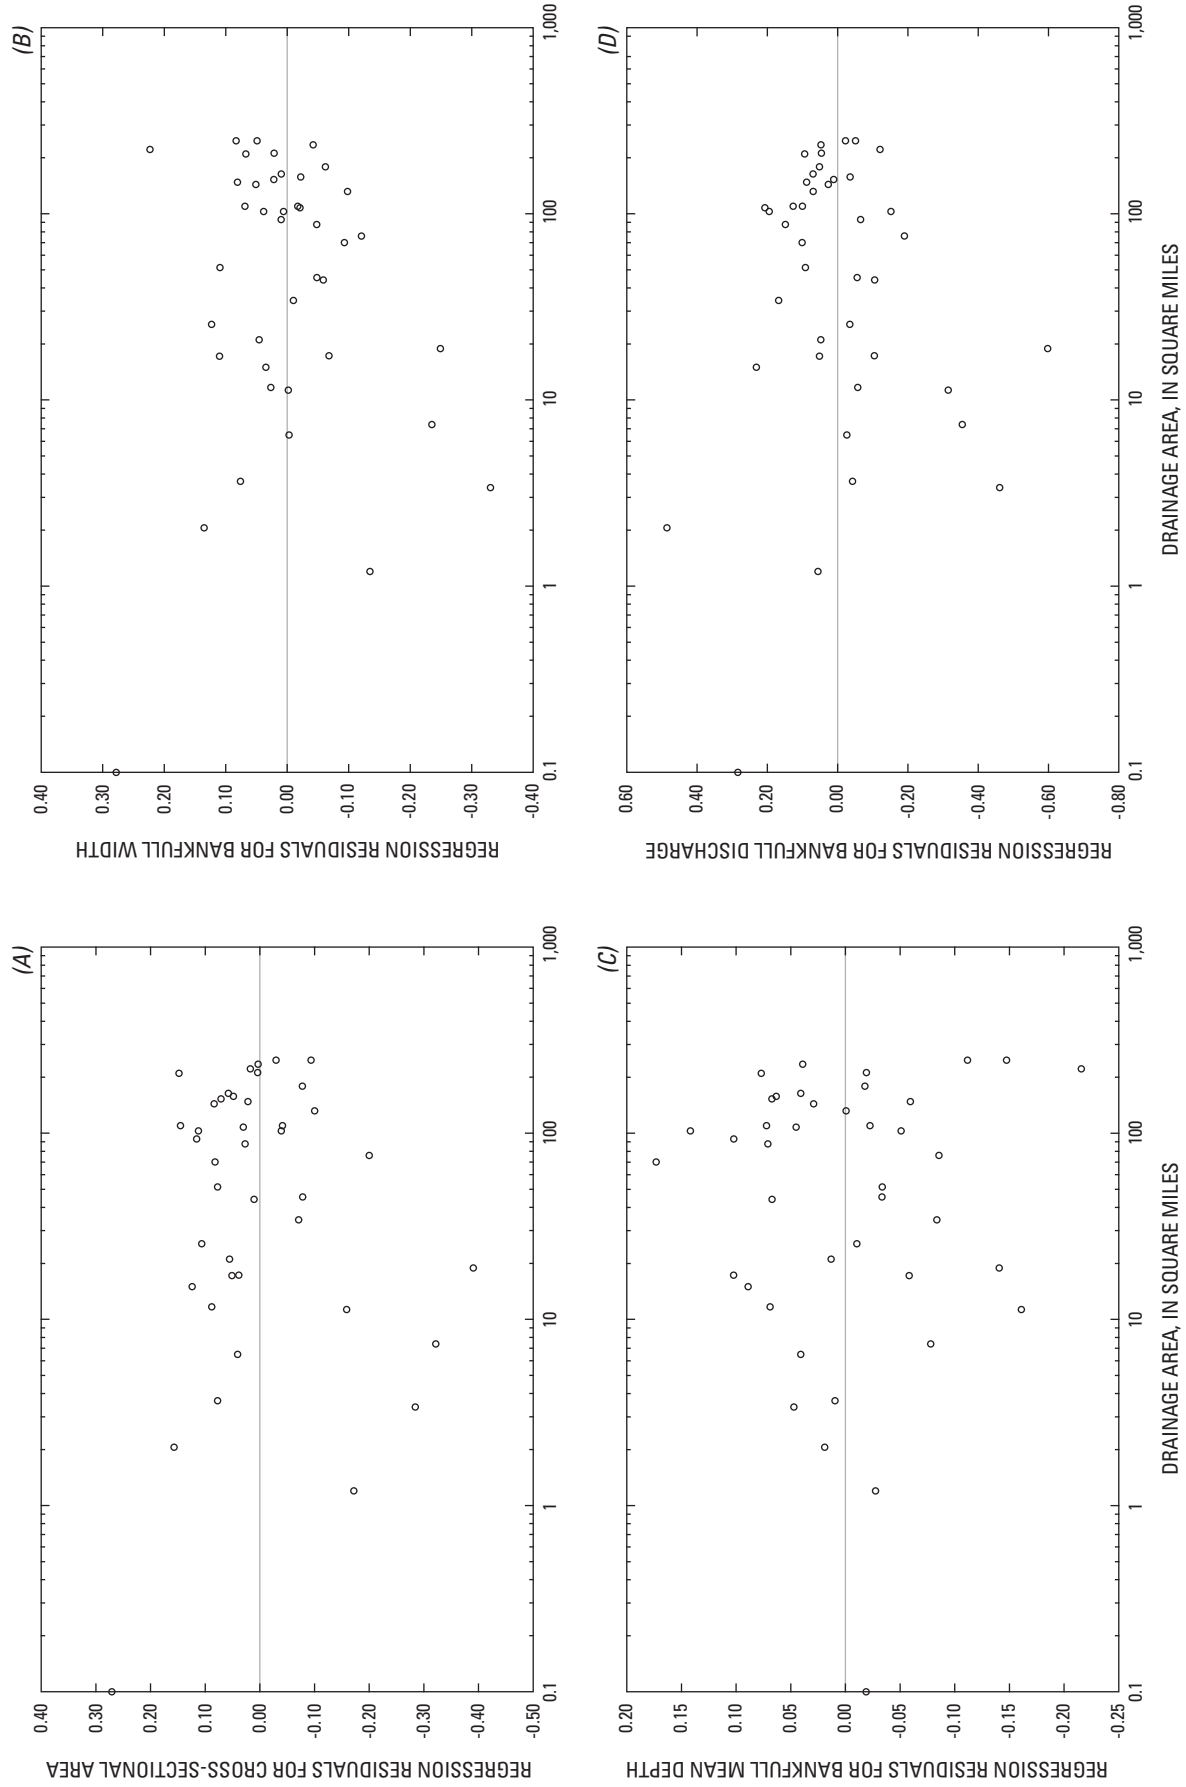 (A)
REGRESSION RESIDUALS FOR CROSS-SECTIONAL AREA
0.40
0.30
0.20
0.10
0.00
-0.10
-0.20
-0.30
-0.40
-0.50
0.1 1 10 100 1,000
(B)
REGRESSION RESIDUALS FOR BANKFULL WIDTH
0.40
0.30
0.20
0.10
0.00
-0.10
-0.20
-0.30
-0.40
0.1 1 10 100 1,000
(C)
REGRESSION RESIDUALS FOR BANKFULL MEAN DEPTH
0.20
0.15
0.10
0.05
0.00
-0.05
-0.10
-0.15
-0.20
-0.25
0.1 1 10 100 1,000
DRAINAGE AREA, IN SQUARE MILES
(D)
REGRESSION RESIDUALS FOR BANKFULL DISCHARGE
0.60
0.40
0.20
0.00
-0.20
-0.40
-0.60
-0.80
0.1 1 10 100 1,000
DRAINAGE AREA, IN SQUARE MILES